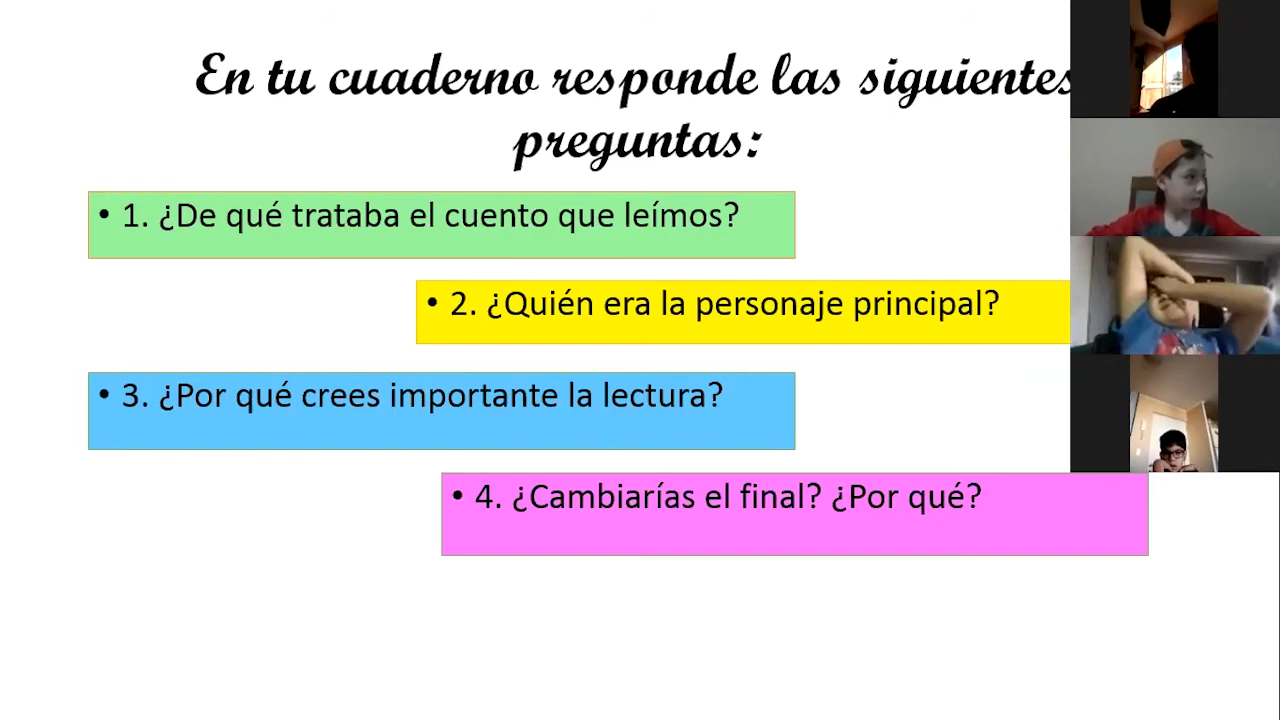 En tu cuaderno responde las siguientes
preguntas:
• 1. ¿De qué trataba el cuento que leímos?
• 2. ¿Quién era la personaje principal?
• 3. ¿Por qué crees importante la lectura?
• 4. ¿Cambiarías el final? ¿Por qué?